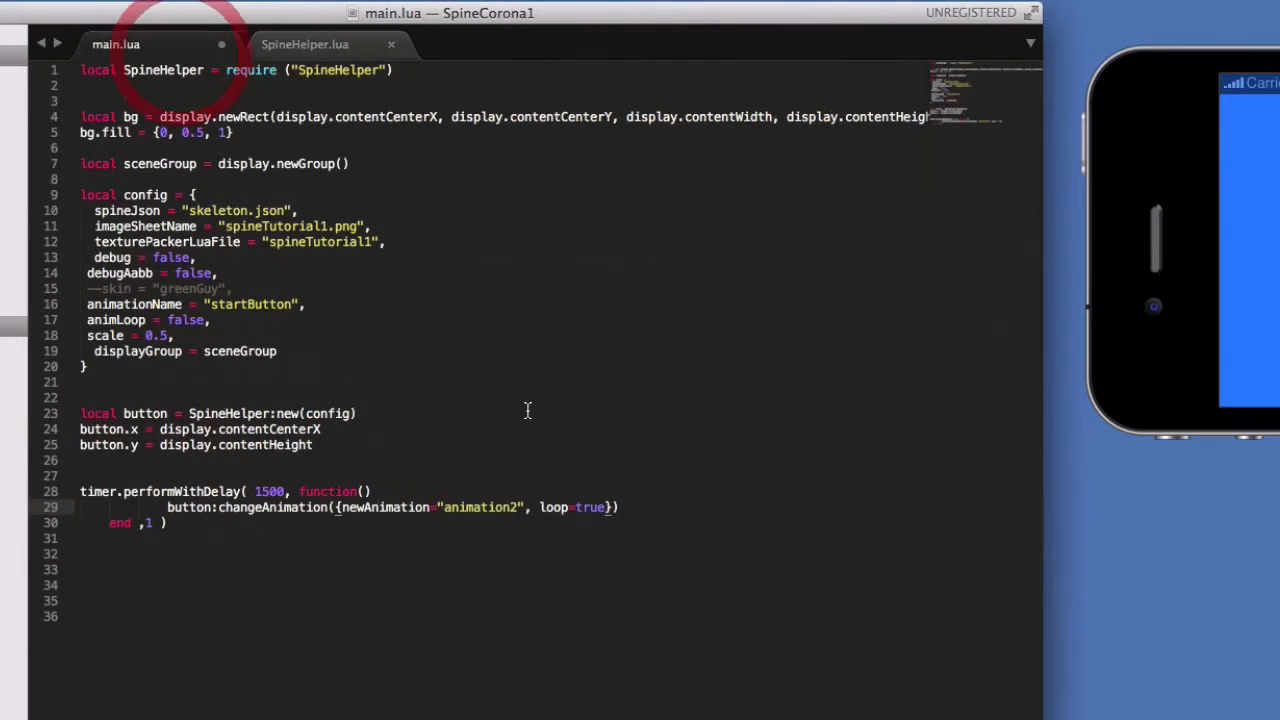 main.lua — SpineCorona1
UNREGISTERED
main.lua
SpineHelper.lua
1 local SpineHelper = require ("SpineHelper")
2
3
4 local bg = display.newRect(display.contentCenterX, display.contentCenterY, display.contentWidth, display.contentHeigh
5 bg.fill = {0, 0.5, 1}
6
7 local sceneGroup = display.newGroup()
8
9 local config = {
10 spineJson = "skeleton.json",
11 imageSheetName = "spineTutorial1.png",
12 texturePackerLuaFile = "spineTutorial1",
13 debug = false,
14 debugAabb = false,
15 --skin = "greenGuy",
16 animationName = "startButton",
17 animLoop = false,
18 scale = 0.5,
19 displayGroup = sceneGroup
20 }
21
22
23 local button = SpineHelper:new(config)
24 button.x = display.contentCenterX
25 button.y = display.contentHeight
26
27
28 timer.performWithDelay( 1500, function()
29 button:changeAnimation({newAnimation="animation2", loop=true})
30 end ,1 )
31
32
33
34
35
36
Carri